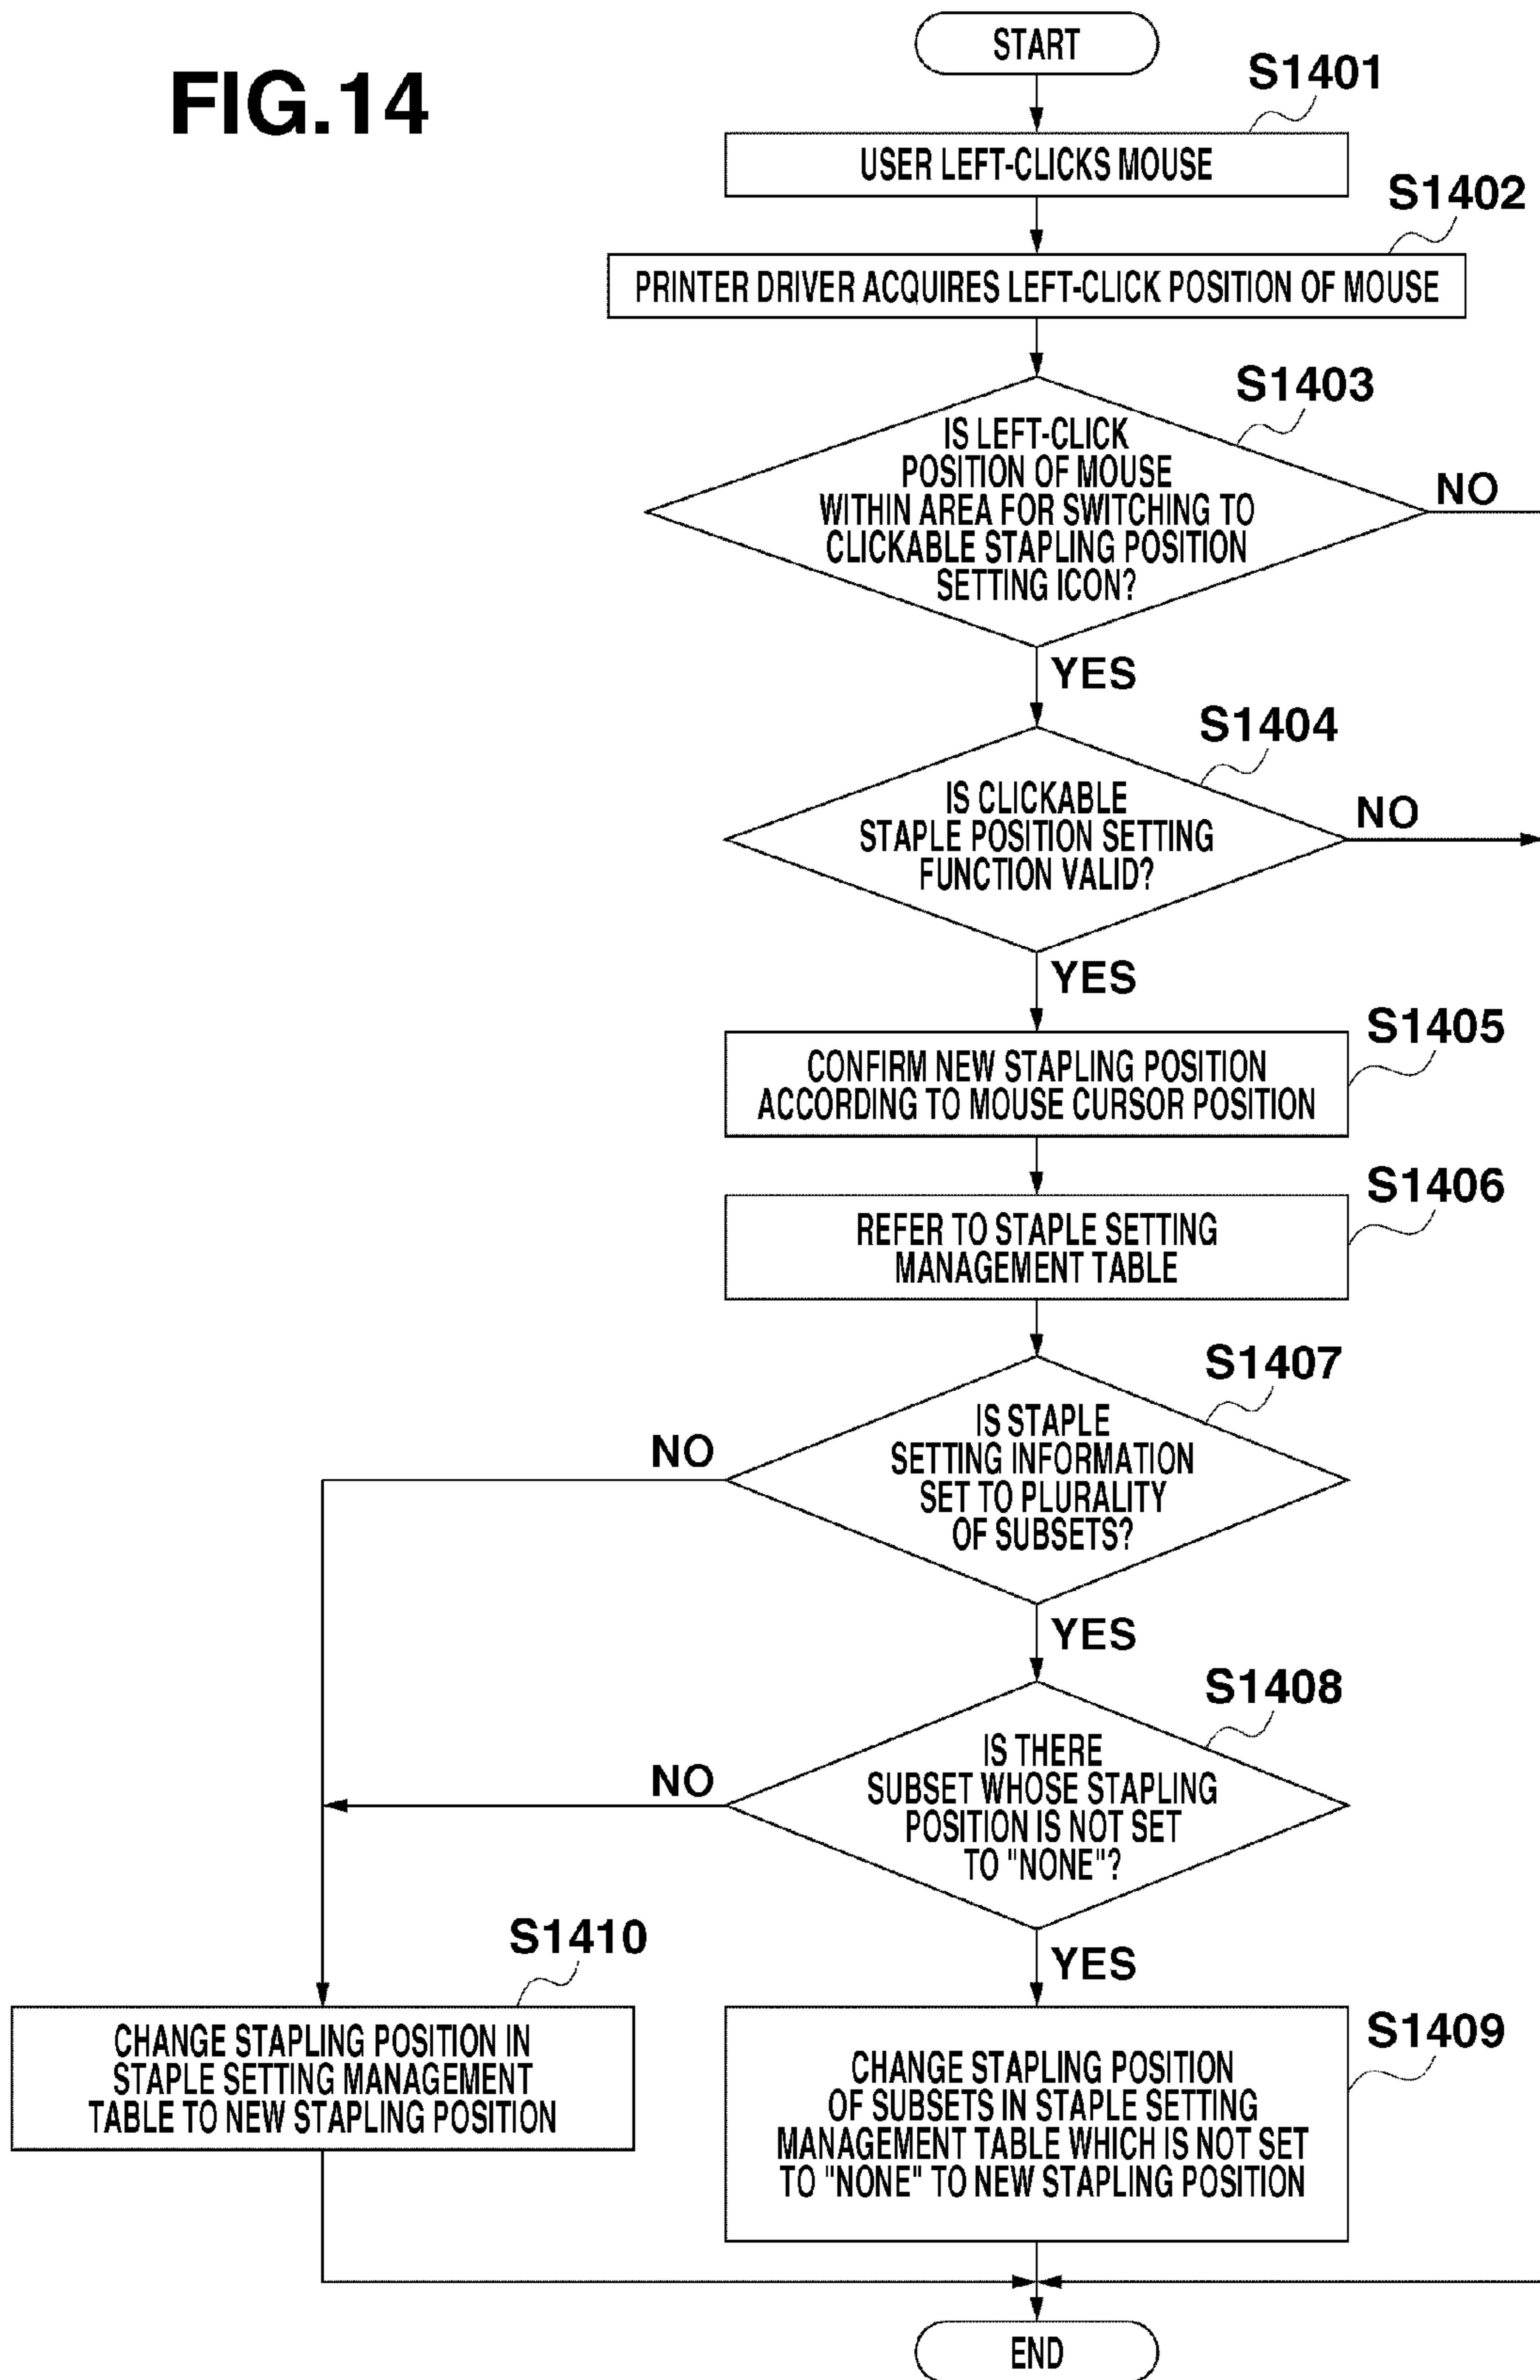 FIG.14
START
S1401
USER LEFT-CLICKS MOUSE
S1402
PRINTER DRIVER ACQUIRES LEFT-CLICK POSITION OF MOUSE
S1403
IS LEFT-CLICK
POSITION OF MOUSE
WITHIN AREA FOR SWITCHING TO
CLICKABLE STAPLING POSITION
SETTING ICON?
NO
YES
S1404
IS CLICKABLE
STAPLE POSITION SETTING
FUNCTION VALID?
NO
YES
S1405
CONFIRM NEW STAPLING POSITION
ACCORDING TO MOUSE CURSOR POSITION
S1406
REFER TO STAPLE SETTING
MANAGEMENT TABLE
S1407
IS STAPLE
SETTING INFORMATION
SET TO PLURALITY
OF SUBSETS?
NO
YES
S1408
IS THERE
SUBSET WHOSE STAPLING
POSITION IS NOT SET
TO "NONE"?
NO
YES
S1410
CHANGE STAPLING POSITION IN
STAPLE SETTING MANAGEMENT
TABLE TO NEW STAPLING POSITION
S1409
CHANGE STAPLING POSITION
OF SUBSETS IN STAPLE SETTING
MANAGEMENT TABLE WHICH IS NOT SET
TO "NONE" TO NEW STAPLING POSITION
END